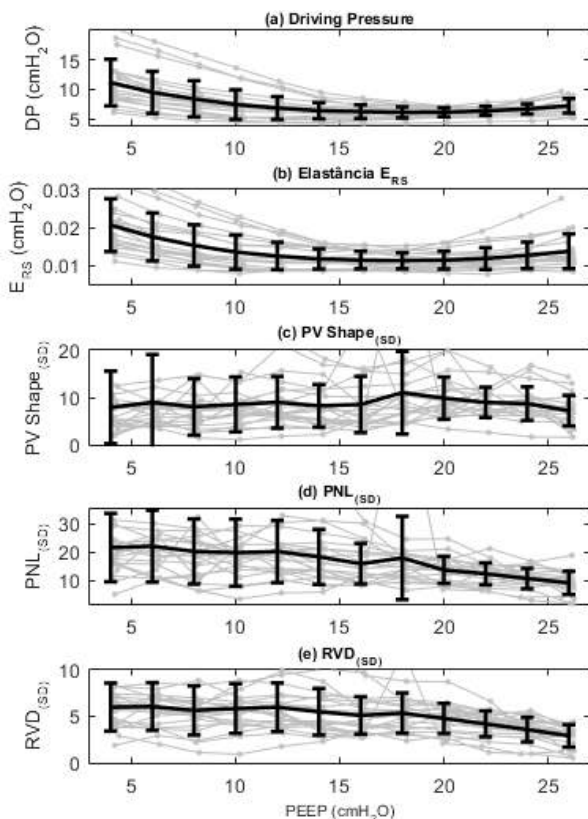 (a) Driving Pressure
DP (cmH2O)
15
10
5
5 10 15 20 25
(b) Elastância ERS
ERS (cmH2O)
0.03
0.02
0.01
5 10 15 20 25
(c) PV Shape(SD)
PV Shape(SD)
20
10
0
5 10 15 20 25
(d) PNL(SD)
PNL(SD)
30
20
10
5 10 15 20 25
(e) RVD(SD)
RVD(SD)
10
5
0
5 10 15 20 25
PEEP (cmH2O)